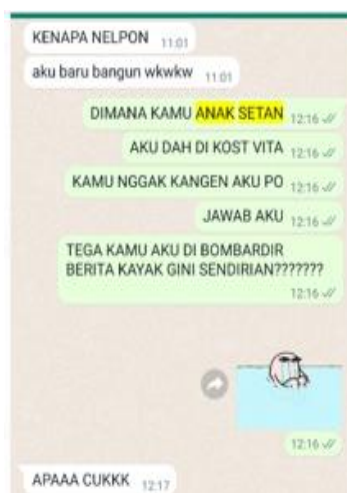 KENAPA NELPON 11:01
aku baru bangun wkwkw 11:01
DIMANA KAMU ANAK SETAN 12:16
AKU DAH DI KOST VITA 12:16
KAMU NGGAK KANGEN AKU PO 12:16
JAWAB AKU 12:16
TEGA KAMU AKU DI BOMBARDIR
BERITA KAYAK GINI SENDIRIAN???????
12:16
12:16
APAAA CUKKK 12:17